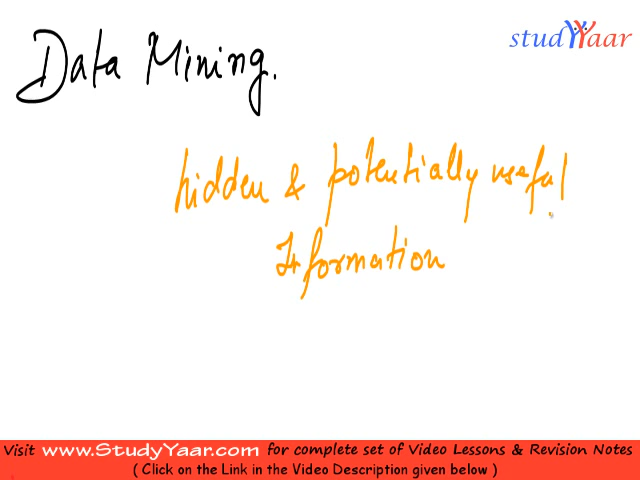 studYYaar
Data Mining.
hidden & potentially useful
Information
Visit www.StudyYaar.com for complete set of Video Lessons & Revision Notes
( Click on the Link in the Video Description given below )